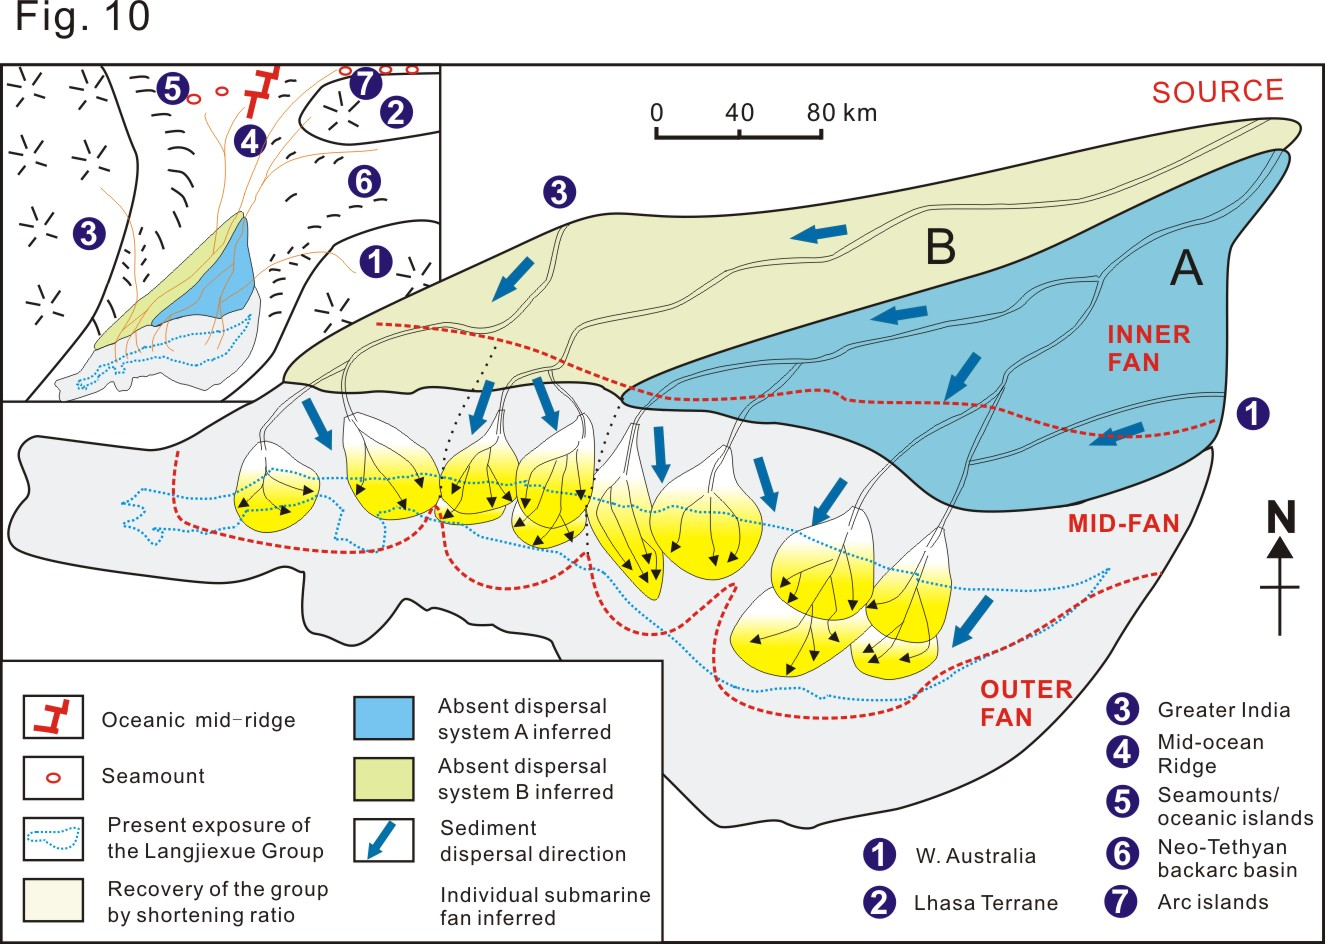 Fig. 10
5
7
2
4
6
3
1
SOURCE
0 40 80 km
3
B
A
INNER
FAN
1
MID-FAN
N
OUTER
FAN
Oceanic mid-ridge
Seamount
Present exposure of
the Langjiexue Group
Recovery of the group
by shortening ratio
Absent dispersal
system A inferred
Absent dispersal
system B inferred
Sediment
dispersal direction
Individual submarine
fan inferred
1 W. Australia
2 Lhasa Terrane
3 Greater India
4 Mid-ocean
Ridge
5 Seamounts/
oceanic islands
6 Neo-Tethyan
backarc basin
7 Arc islands